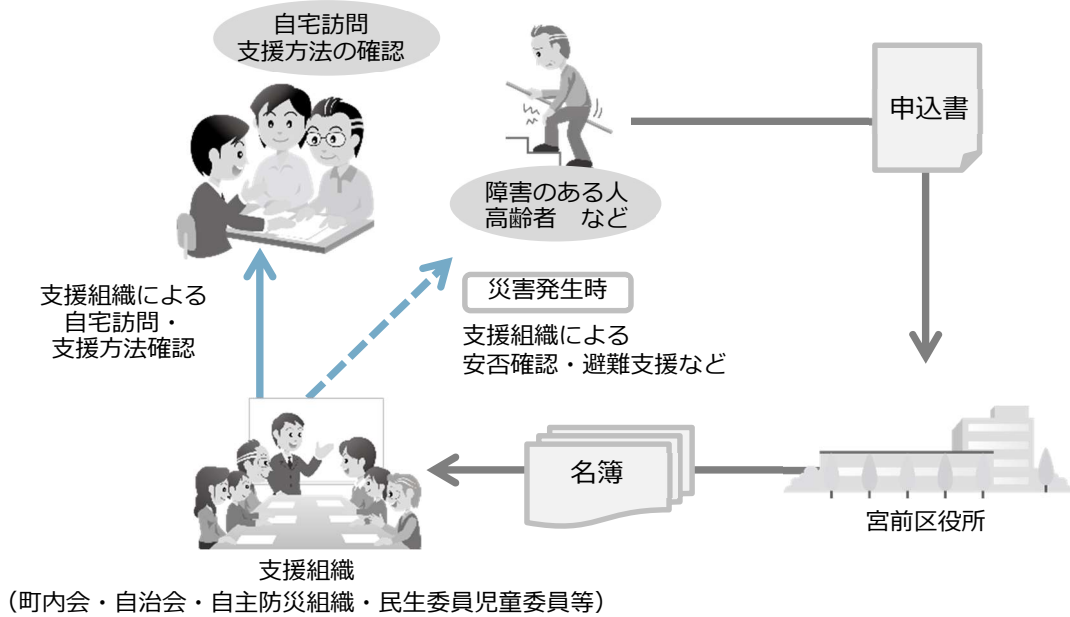 自宅訪問
支援方法の確認
申込書
障害のある人
高齢者　など
支援組織による
自宅訪問・
支援方法確認
災害発生時
支援組織による
安否確認・避難支援など
名簿
宮前区役所
支援組織
（町内会・自治会・自主防災組織・民生委員児童委員等）